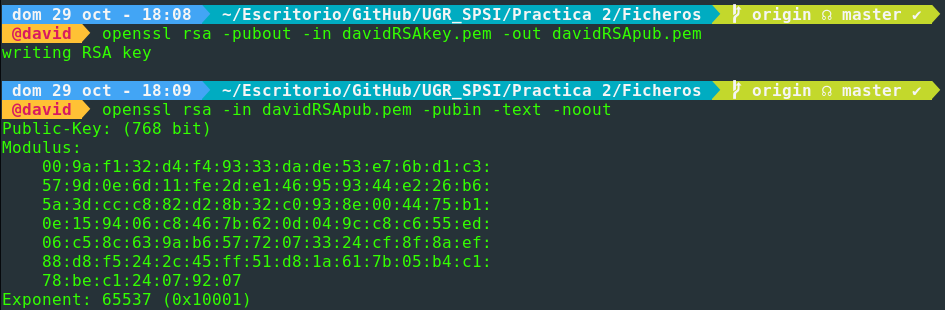 dom 29 oct - 18:08 ~/Escritorio/GitHub/UGR_SPSI/Practica 2/Ficheros origin ☊ master ✔
@david openssl rsa -pubout -in davidRSAkey.pem -out davidRSApub.pem
writing RSA key
dom 29 oct - 18:09 ~/Escritorio/GitHub/UGR_SPSI/Practica 2/Ficheros origin ☊ master ✔
@david openssl rsa -in davidRSApub.pem -pubin -text -noout
Public-Key: (768 bit)
Modulus:
00:9a:f1:32:d4:f4:93:33:da:de:53:e7:6b:d1:c3:
57:9d:0e:6d:11:fe:2d:e1:46:95:93:44:e2:26:b6:
5a:3d:cc:c8:82:d2:8b:32:c0:93:8e:00:44:75:b1:
0e:15:94:06:c8:46:7b:62:0d:04:9c:c8:c6:55:ed:
06:c5:8c:63:9a:b6:57:72:07:33:24:cf:8f:8a:ef:
88:d8:f5:24:2c:45:ff:51:d8:1a:61:7b:05:b4:c1:
78:be:c1:24:07:92:07
Exponent: 65537 (0x10001)